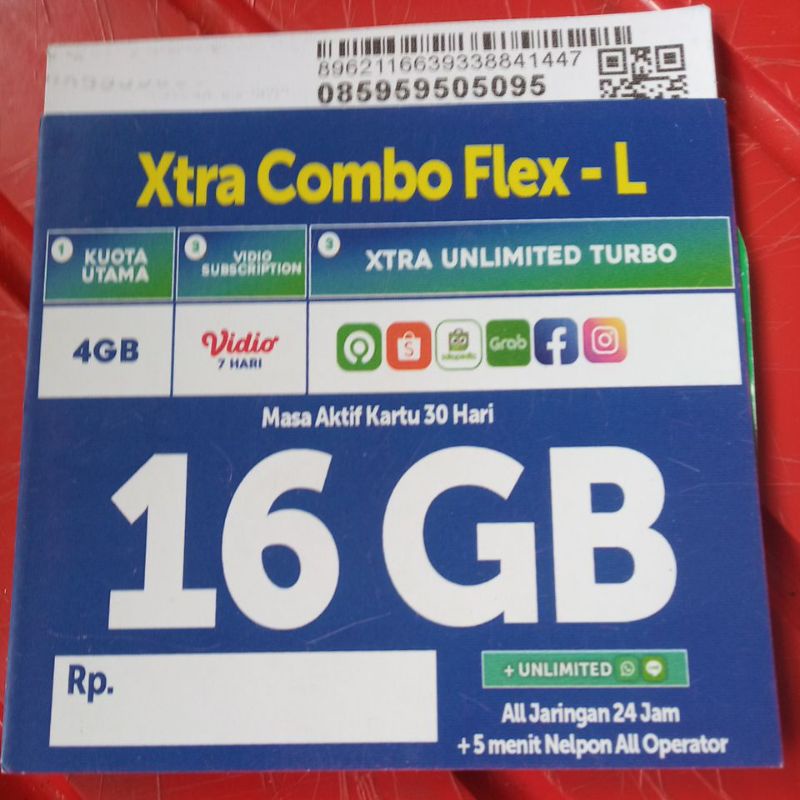 8962116639338841447
085959505095
Xtra Combo Flex - L
1 KUOTA UTAMA
3 VIDIO SUBSCRIPTION
3 XTRA UNLIMITED TURBO
4GB
Vidio
7 HARI
tokopedia
Grab
Masa Aktif Kartu 30 Hari
16 GB
Rp.
+ UNLIMITED
All Jaringan 24 Jam
+ 5 menit Nelpon All Operator